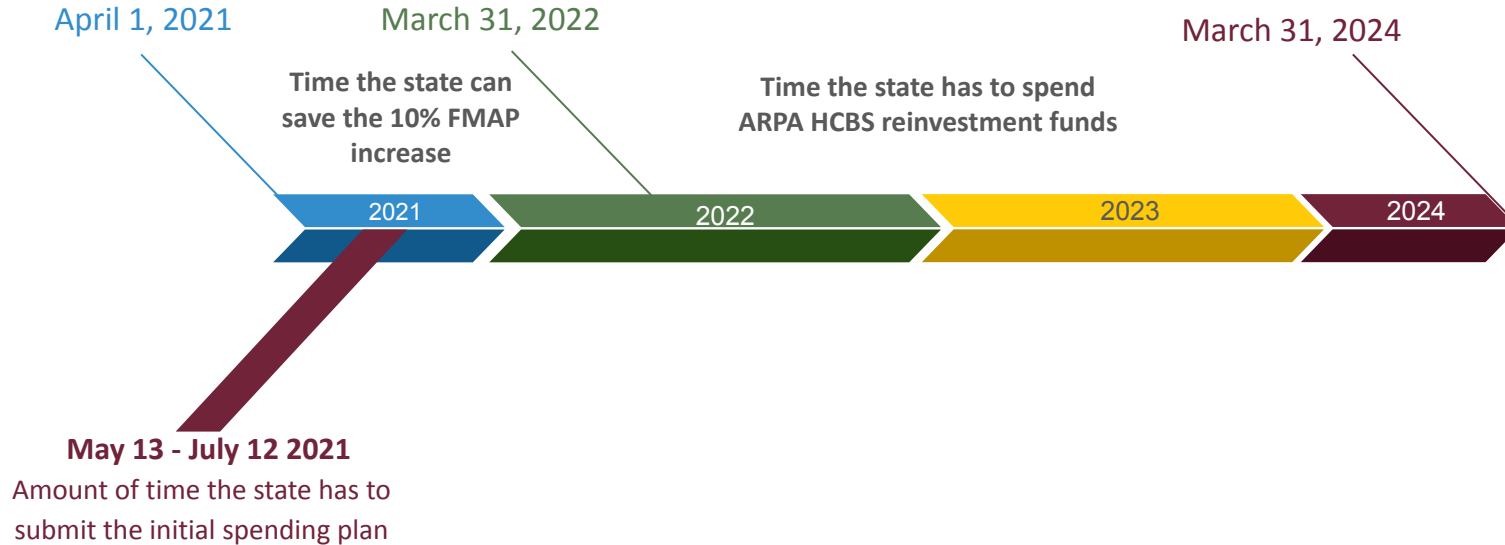 April 1, 2021
March 31, 2022
March 31, 2024
Time the state can
save the 10% FMAP
increase
Time the state has to spend
ARPA HCBS reinvestment funds
2021
2022
2023
2024
May 13 - July 12 2021
Amount of time the state has to
submit the initial spending plan